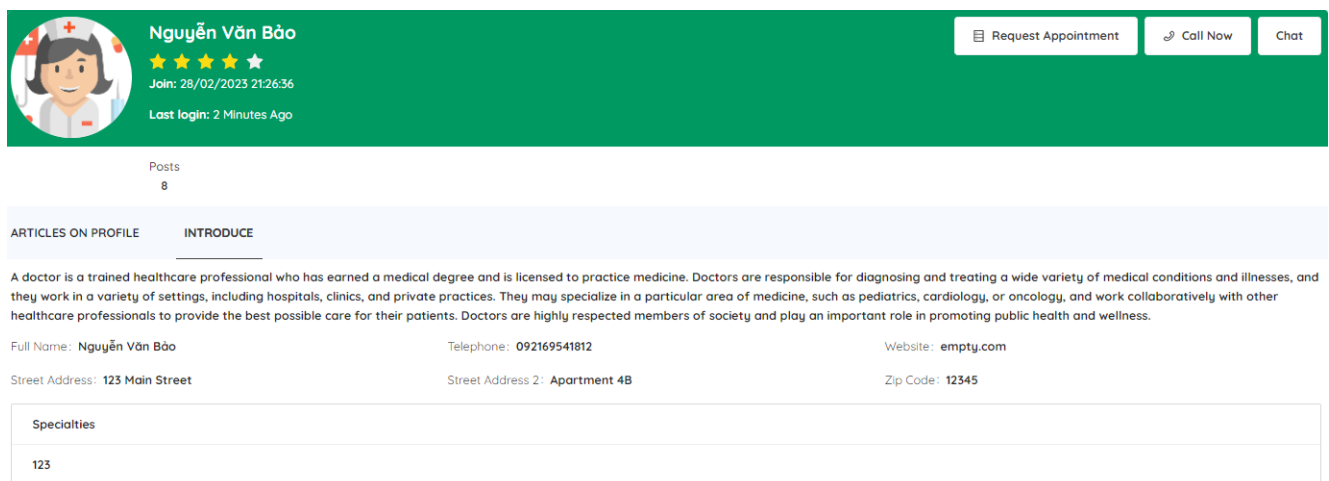 Nguyễn Văn Bảo
Request Appointment
Call Now
Chat
Join: 28/02/2023 21:26:36
Last login: 2 Minutes Ago
Posts
8
ARTICLES ON PROFILE
INTRODUCE
A doctor is a trained healthcare professional who has earned a medical degree and is licensed to practice medicine. Doctors are responsible for diagnosing and treating a wide variety of medical conditions and illnesses, and
they work in a variety of settings, including hospitals, clinics, and private practices. They may specialize in a particular area of medicine, such as pediatrics, cardiology, or oncology, and work collaboratively with other
healthcare professionals to provide the best possible care for their patients. Doctors are highly respected members of society and play an important role in promoting public health and wellness.
Full Name: Nguyễn Văn Bảo
Telephone: 092169541812
Website: empty.com
Street Address: 123 Main Street
Street Address 2: Apartment 4B
Zip Code: 12345
Specialties
123